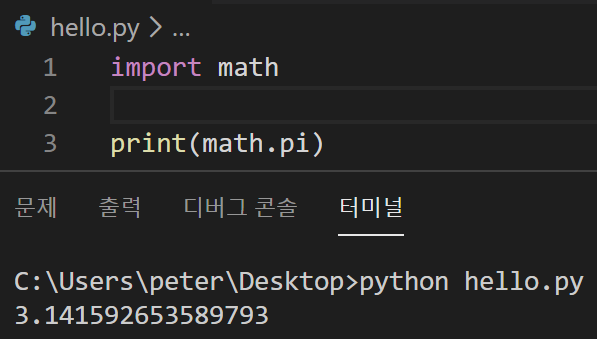 hello.py > ...
1 import math
2
3 print(math.pi)
문제 출력 디버그 콘솔 터미널
C:\Users\peter\Desktop>python hello.py
3.141592653589793